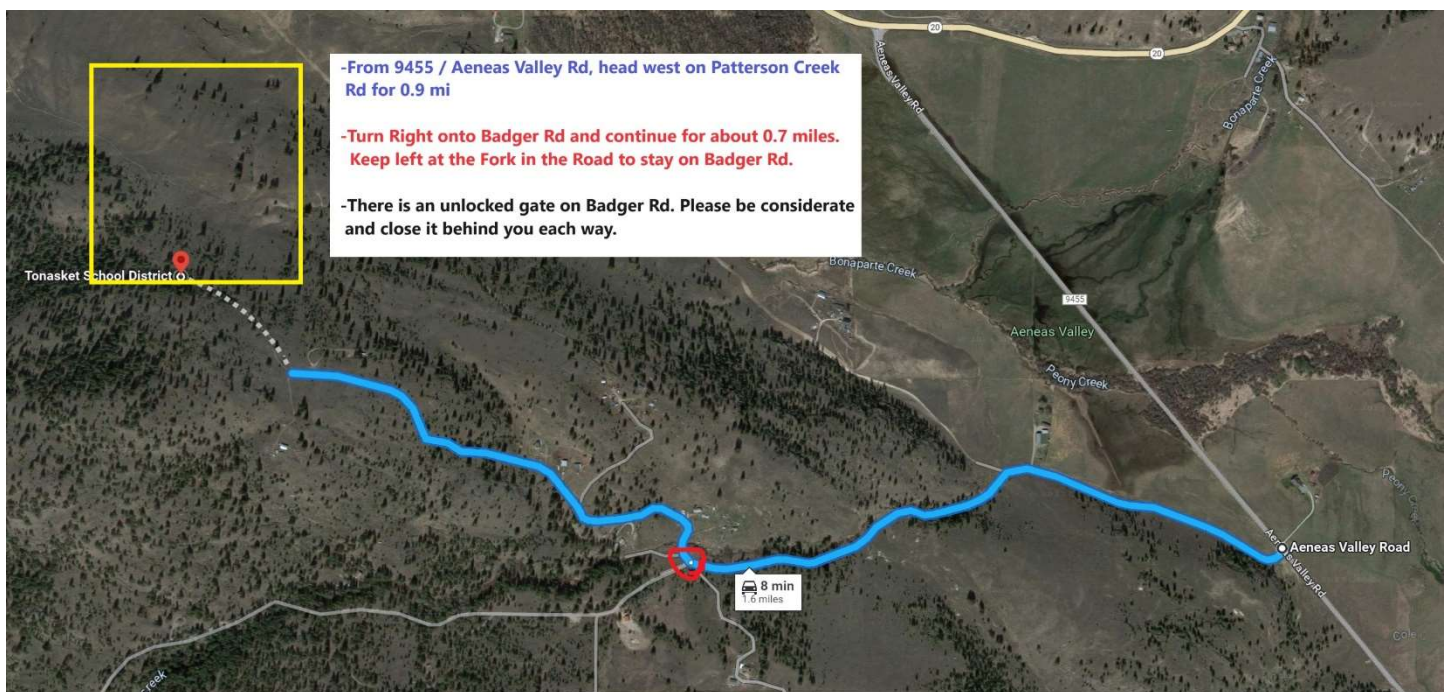 20
20
Aeneas Valley Rd
Bonaparte Creek
-From 9455 / Aeneas Valley Rd, head west on Patterson Creek
Rd for 0.9 mi
-Turn Right onto Badger Rd and continue for about 0.7 miles.
Keep left at the Fork in the Road to stay on Badger Rd.
-There is an unlocked gate on Badger Rd. Please be considerate
and close it behind you each way.
Tonasket School District
Bonaparte Creek
9455
Aeneas Valley
Peony Creek
Peony Creek
Aeneas Valley Road
Aeneas Valley Rd
8 min
1.6 miles
Cole
Creek